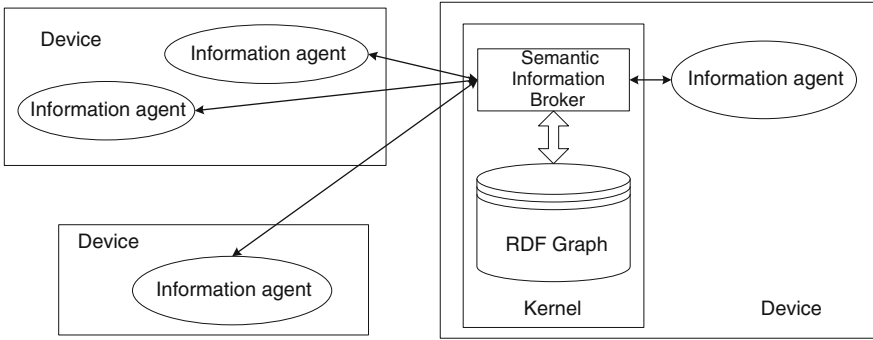 Device
Information agent
Information agent
Device
Information agent
Semantic
Information
Broker
Information agent
RDF Graph
Kernel
Device